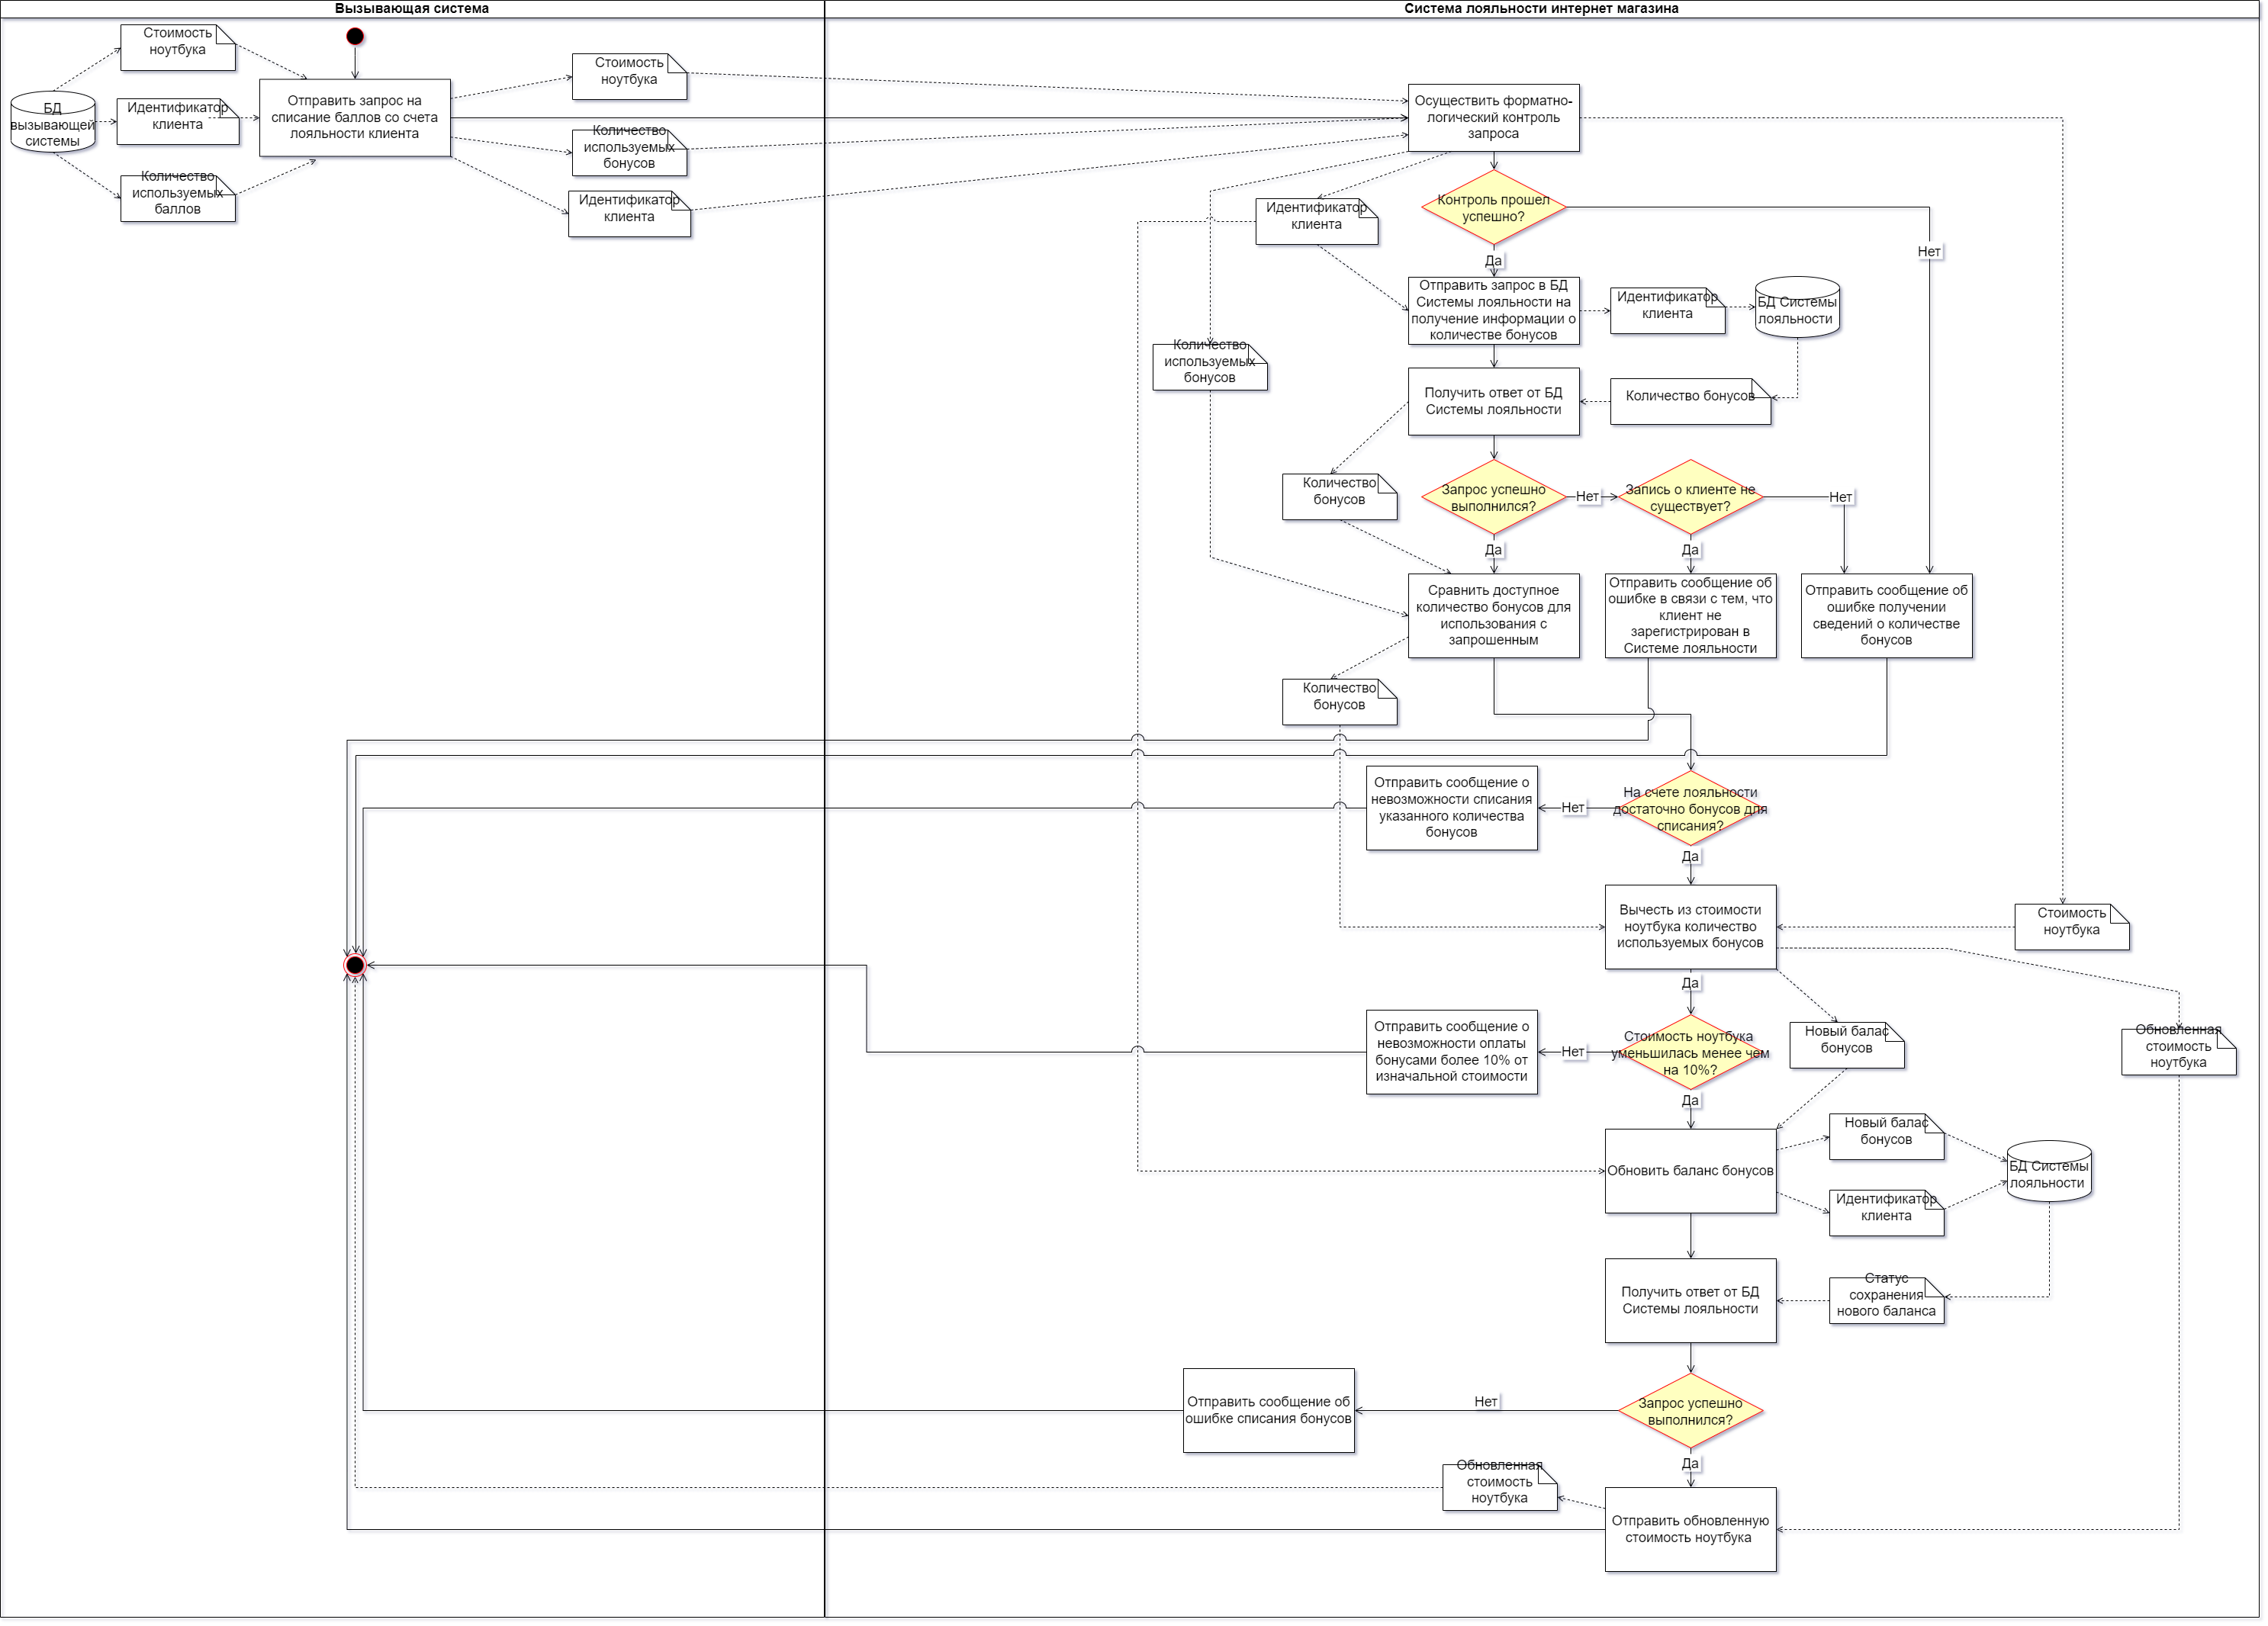 Вызывающая система
Система лояльности интернет магазина
Стоимость
ноутбука
БД
вызывающей
системы
Идентификатор
клиента
Количество
используемых
баллов
Отправить запрос на
списание баллов со счета
лояльности клиента
Стоимость
ноутбука
Количество
используемых
бонусов
Идентификатор
клиента
Осуществить форматно-
логический контроль
запроса
Контроль прошел
успешно?
Нет
Да
Идентификатор
клиента
Отправить запрос в БД
Системы лояльности на
получение информации о
количестве бонусов
Идентификатор
клиента
БД Системы
лояльности
Количество
используемых
бонусов
Получить ответ от БД
Системы лояльности
Количество бонусов
Количество
бонусов
Запрос успешно
выполнился?
Нет
Запись о клиенте не
существует?
Нет
Да
Да
Сравнить доступное
количество бонусов для
использования с
запрошенным
Отправить сообщение об
ошибке в связи с тем, что
клиент не
зарегистрирован в
Системе лояльности
Отправить сообщение об
ошибке получении
сведений о количестве
бонусов
Количество
бонусов
Отправить сообщение о
невозможности списания
указанного количества
бонусов
Нет
На счете лояльности
достаточно бонусов для
списания?
Да
Вычесть из стоимости
ноутбука количество
используемых бонусов
Стоимость
ноутбука
Да
Отправить сообщение о
невозможности оплаты
бонусами более 10% от
изначальной стоимости
Нет
Стоимость ноутбука
уменьшилась менее чем
на 10%?
Новый балас
бонусов
Обновленная
стоимость
ноутбука
Да
Обновить баланс бонусов
Новый балас
бонусов
Идентификатор
клиента
БД Системы
лояльности
Получить ответ от БД
Системы лояльности
Статус
сохранения
нового баланса
Отправить сообщение об
ошибке списания бонусов
Нет
Запрос успешно
выполнился?
Да
Обновленная
стоимость
ноутбука
Отправить обновленную
стоимость ноутбука